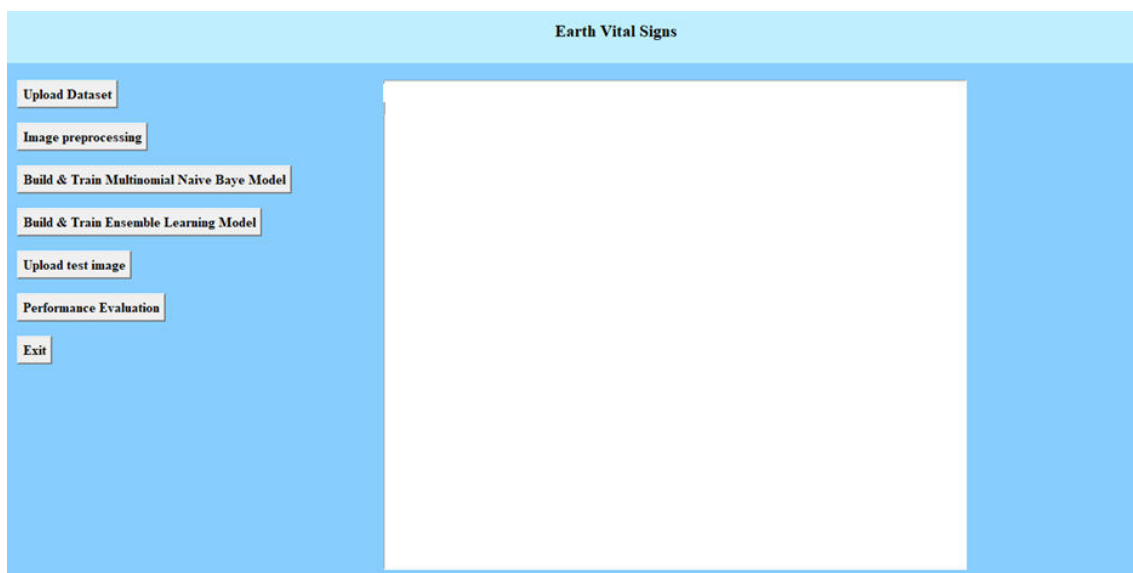 Earth Vital Signs
Upload Dataset
Image preprocessing
Build & Train Multinomial Naive Baye Model
Build & Train Ensemble Learning Model
Upload test image
Performance Evaluation
Exit